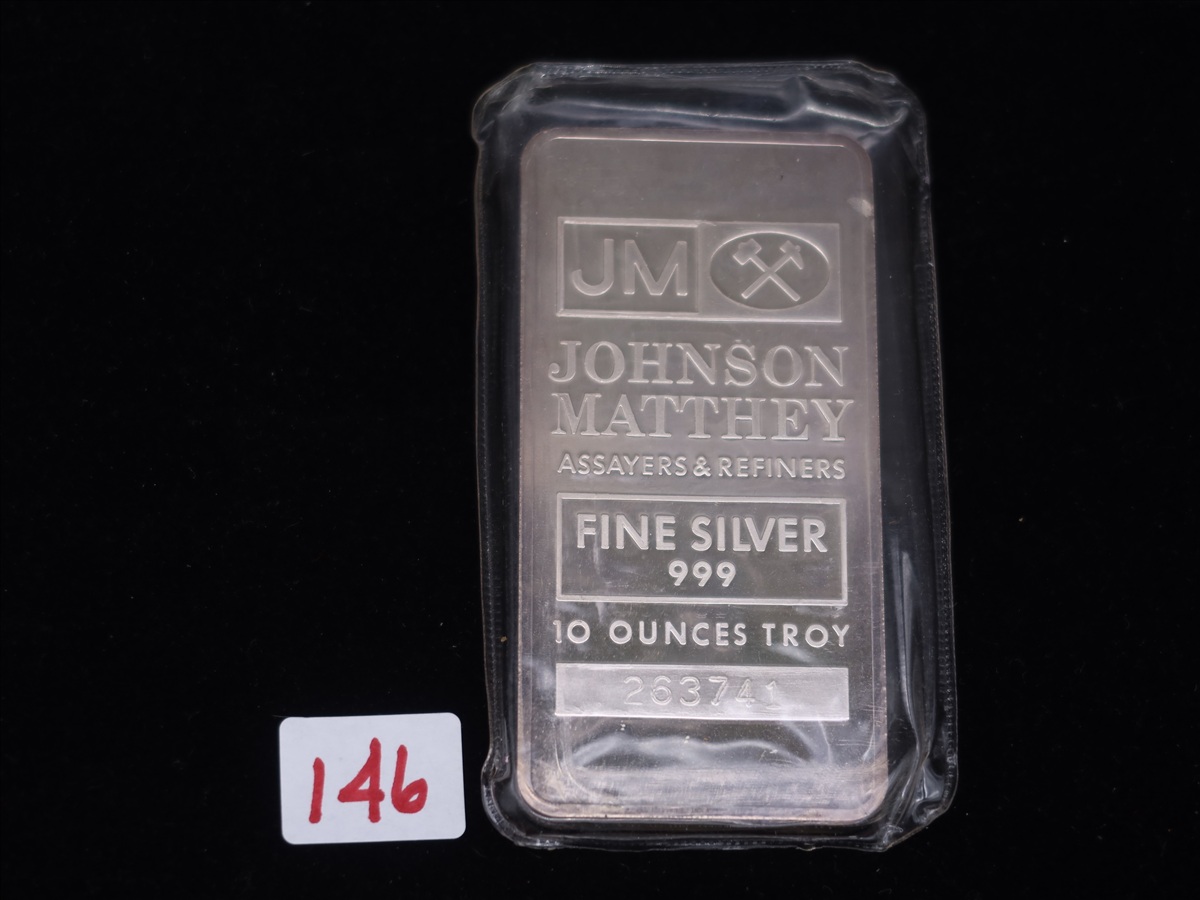 JM
JOHNSON
MATTHEY
ASSAYERS & REFINERS
FINE SILVER
999
10 OUNCES TROY
263741
146